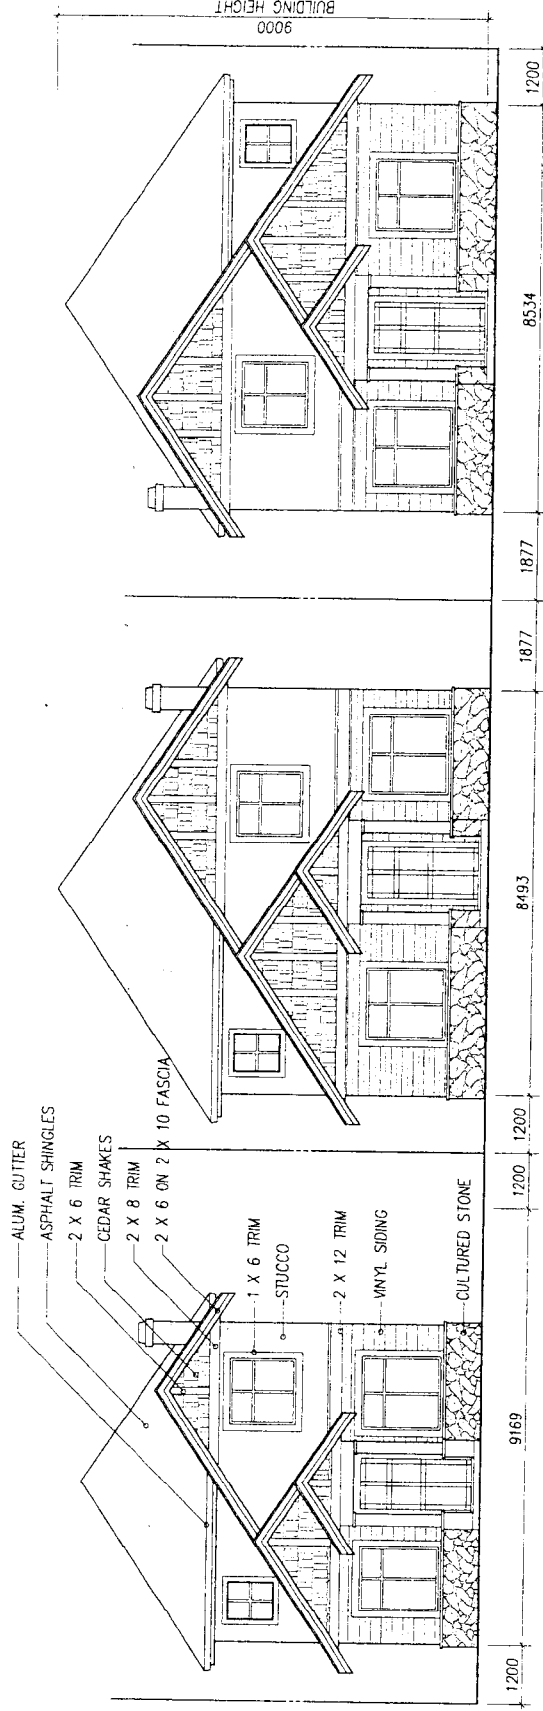 ALUM. GUTTER
ASPHALT SHINGLES
2 X 6 TRIM
CEDAR SHAKES
2 X 8 TRIM
2 X 6 ON 2 X 10 FASCIA
1 X 6 TRIM
STUCCO
2 X 12 TRIM
VINYL SIDING
CULTURED STONE
1200
9169
1200
1200
8493
1877
1877
8534
1200
9000
BUILDING HEIGHT